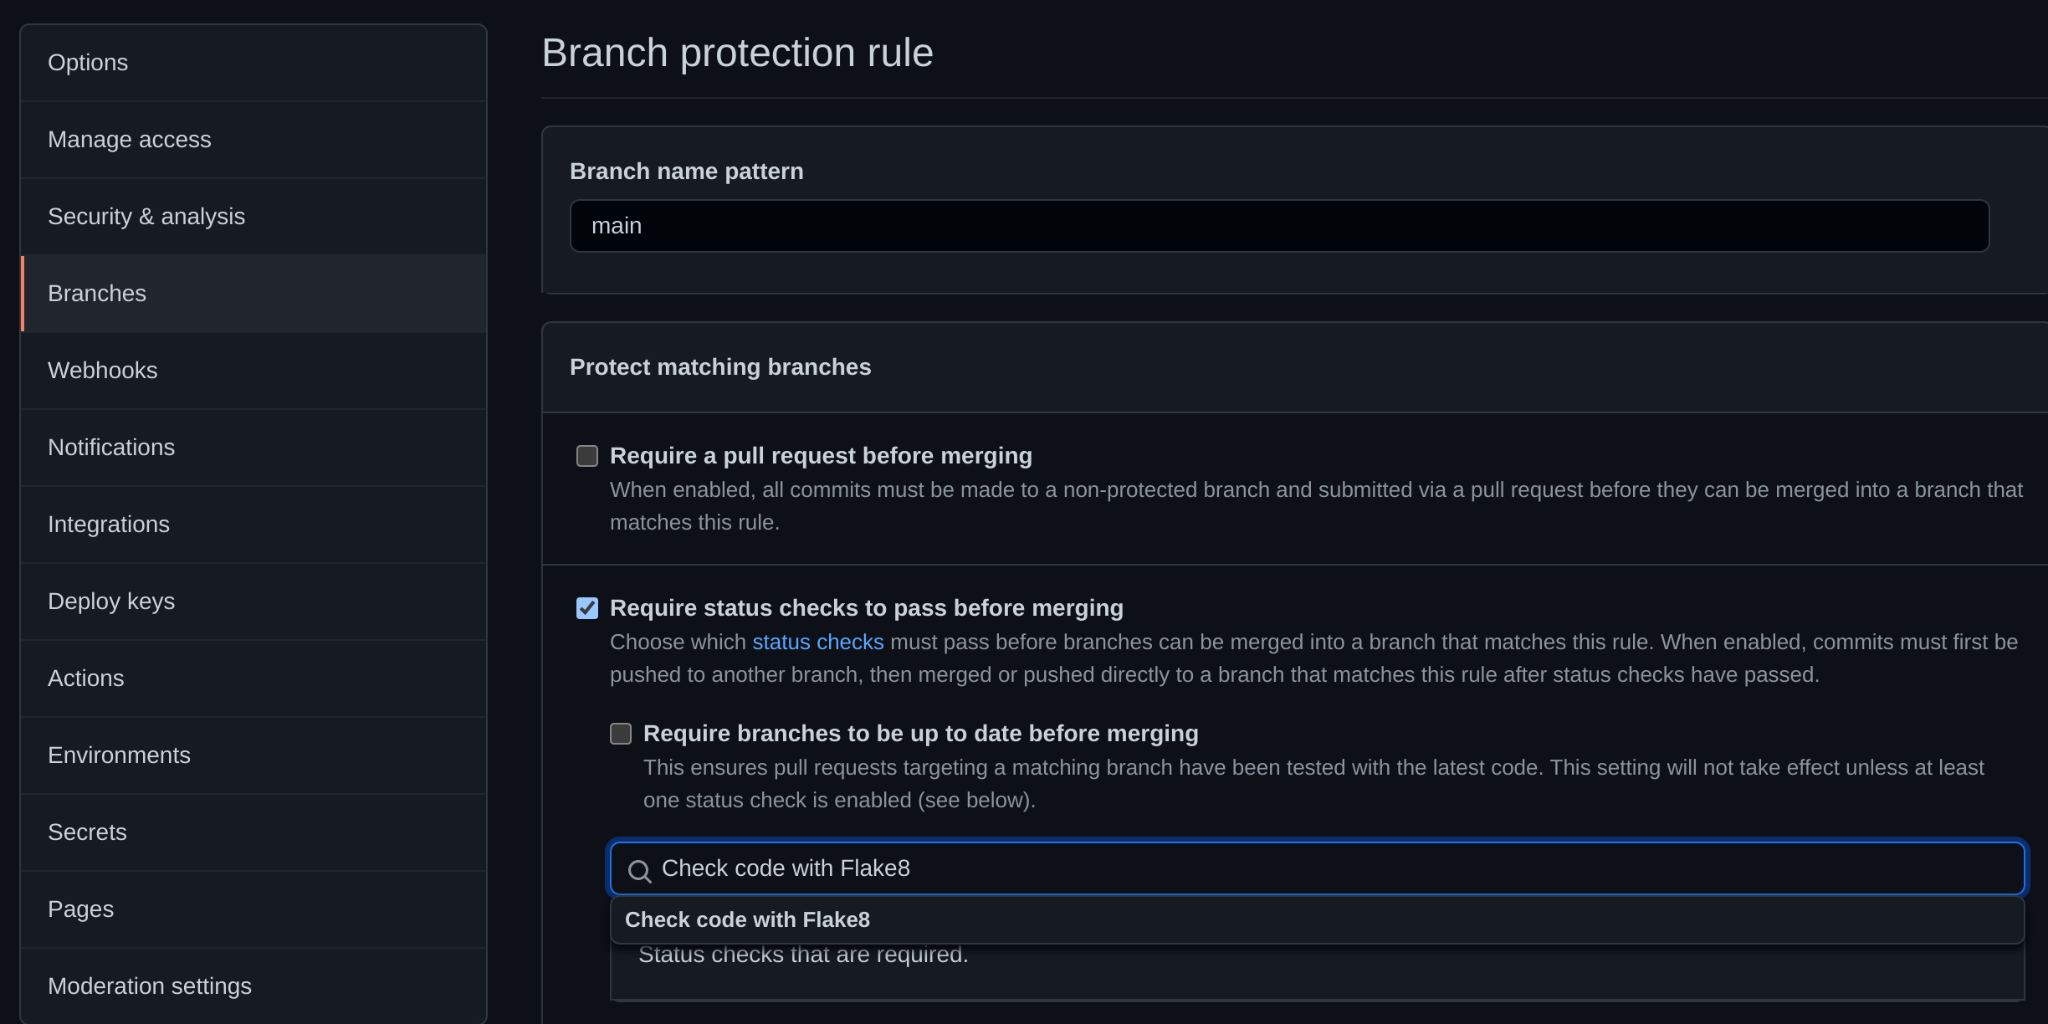 Options
Manage access
Security & analysis
Branches
Webhooks
Notifications
Integrations
Deploy keys
Actions
Environments
Secrets
Pages
Moderation settings
Branch protection rule
Branch name pattern
main
Protect matching branches
Require a pull request before merging
When enabled, all commits must be made to a non-protected branch and submitted via a pull request before they can be merged into a branch that
matches this rule.
Require status checks to pass before merging
Choose which status checks must pass before branches can be merged into a branch that matches this rule. When enabled, commits must first be
pushed to another branch, then merged or pushed directly to a branch that matches this rule after status checks have passed.
Require branches to be up to date before merging
This ensures pull requests targeting a matching branch have been tested with the latest code. This setting will not take effect unless at least
one status check is enabled (see below).
Check code with Flake8
Check code with Flake8
Status checks that are required.